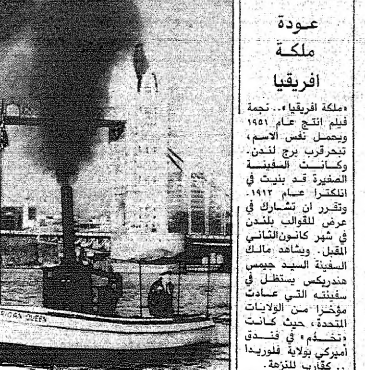 عودة
ملكة
افريقيا
«ملكة افريقيا».. نجمة
فيلم انتج عام ١٩٥١
ويحمل نفس الاسم،
تبحر قرب برج لندن.
وكانت السفينة
الصغيرة قد بنيت في
انكلترا عام ١٩١٢.
وتقرر ان تشارك في
عرض للقوالب بلندن
في شهر كانون الثاني
المقبل. ويشاهد مالك
السفينة السيد جيمس
هندريكس يستظل في
سفينته التي عادت
مؤخرا من الولايات
المتحدة، حيث كانت
«تخدم» في فندق
أميركي بولاية فلوريدا
.. كقارب للنزهة.
RICAN QUEEN